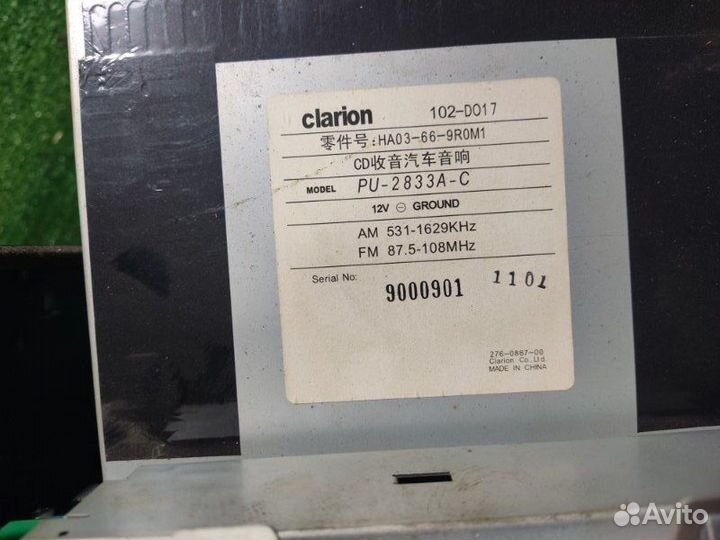 clarion 102-D017
零件号:HA03-66-9R0M1
CD收音汽车音响
MODEL PU-2833A-C
12V ⊖ GROUND
AM 531-1629KHz
FM 87.5-108MHz
Serial No: 9000901 1101
276-0867-00
Clarion Co.,Ltd.
MADE IN CHINA
Avito